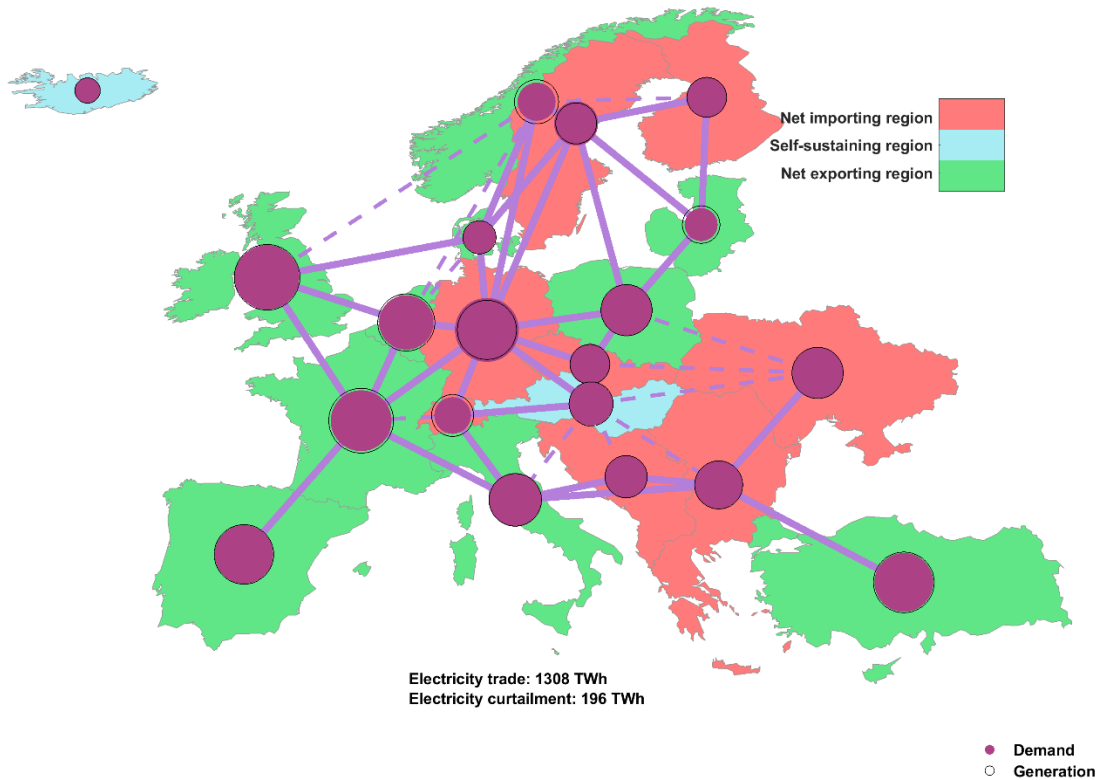 Net importing region
Self-sustaining region
Net exporting region
Electricity trade: 1308 TWh
Electricity curtailment: 196 TWh
Demand
Generation